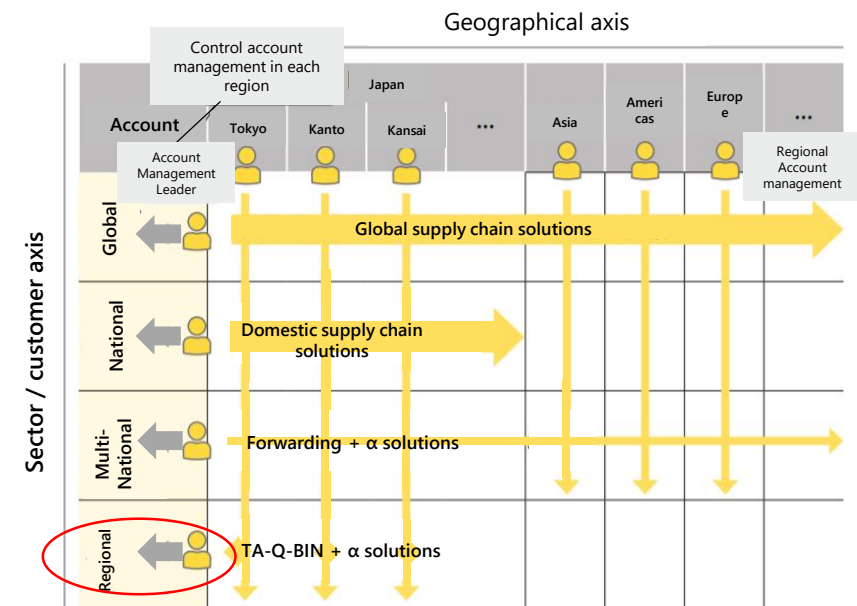 Geographical axis
Control account
management in each
region
Japan
Account
Tokyo
Kanto
Kansai
...
Asia
Ameri
cas
Europ
e
...
Account
Management
Leader
Regional
Account
management
Sector / customer axis
Global
Global supply chain solutions
National
Domestic supply chain
solutions
Multi-
National
Forwarding + α solutions
Regional
TA-Q-BIN + α solutions